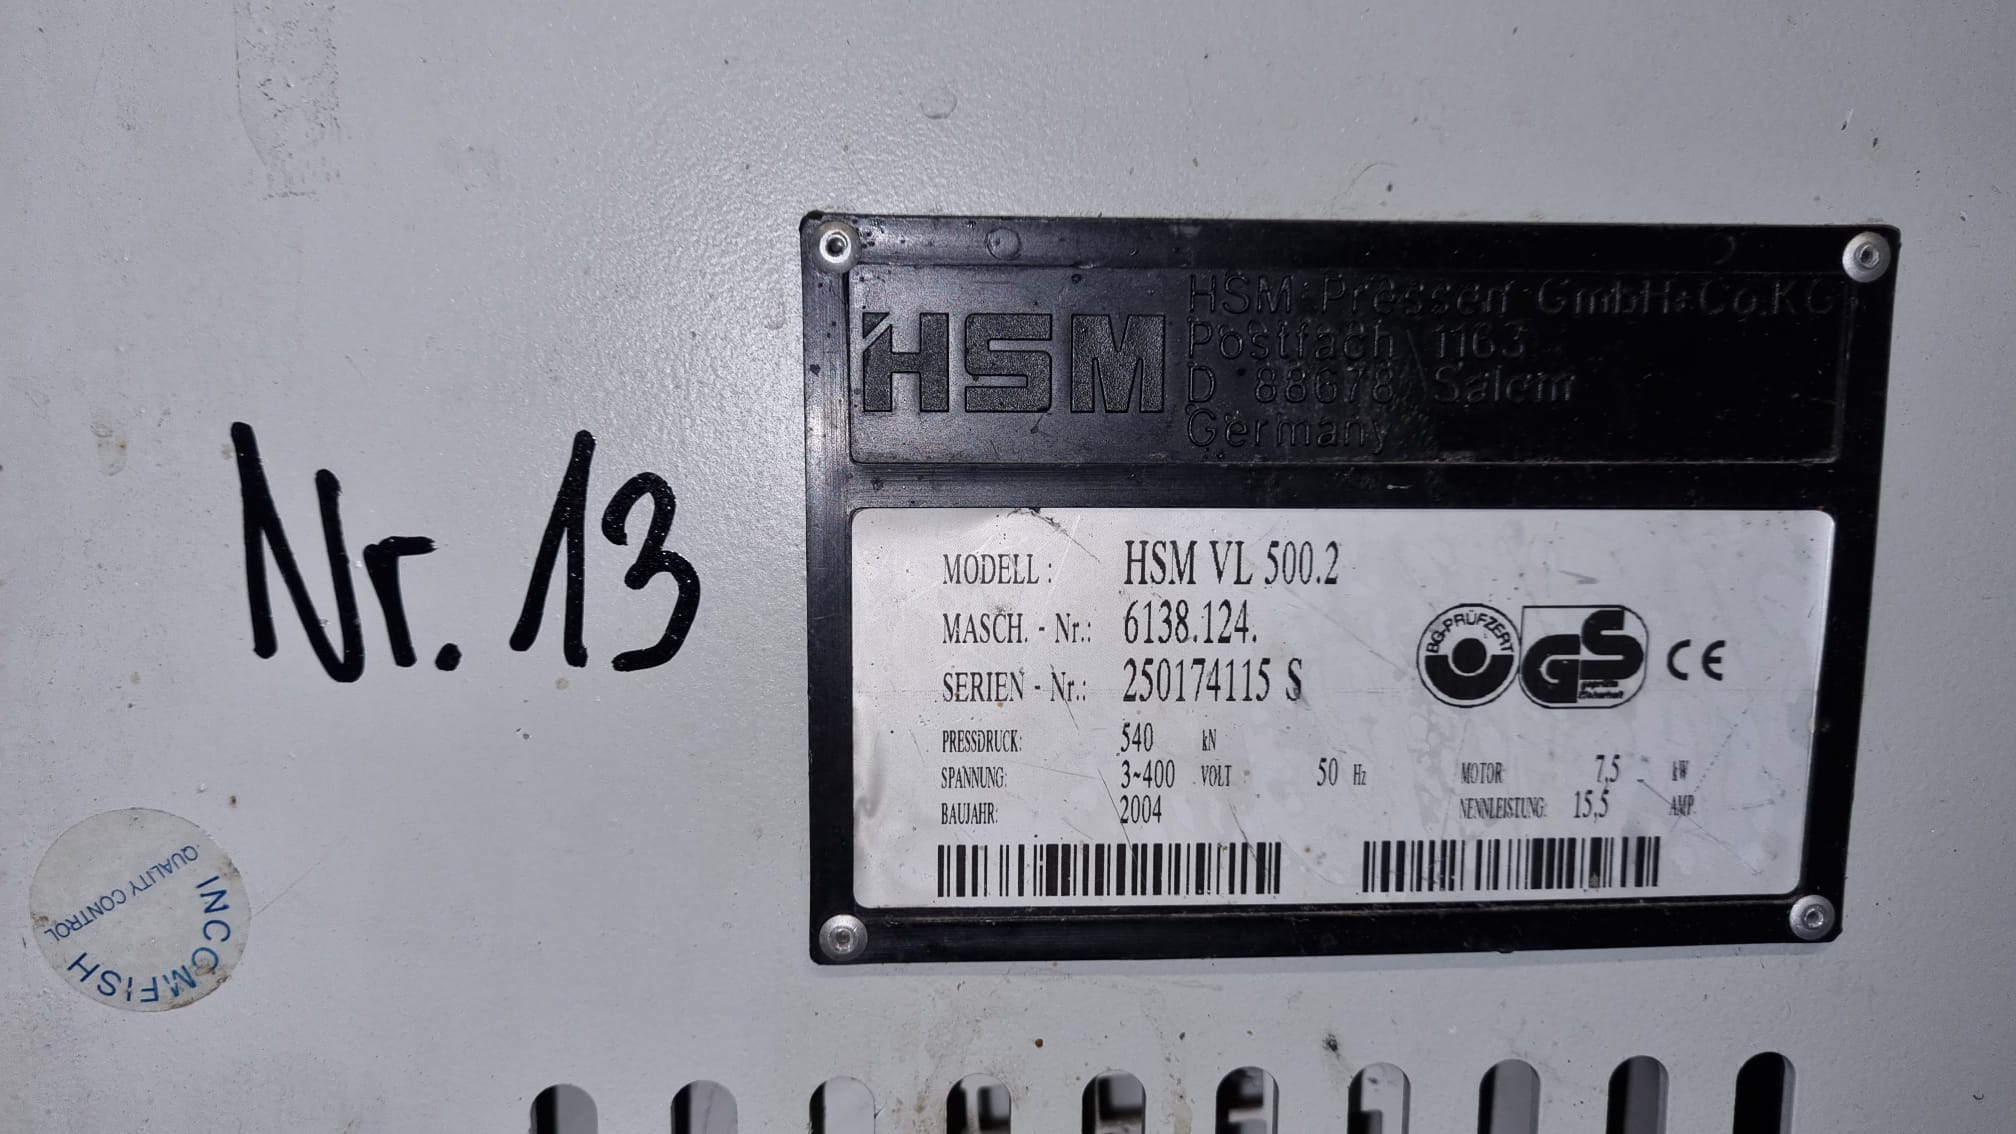 Nr. 13
HSM
HSM Pressen GmbH+Co.KG
Postfach 1163
D 88678 Salem
Germany
MODELL : HSM VL 500.2
MASCH. - Nr.: 6138.124.
SERIEN - Nr.: 250174115 S
PRESSDRUCK: 540 kN
SPANNUNG: 3~400 VOLT 50 Hz MOTOR 7,5 kW
BAUJAHR: 2004 NENNLEISTUNG: 15,5 AMP.
BG-PRÜFZERT
GS
geprüfte
Sicherheit
CE
INCOMFISH
QUALITY CONTROL